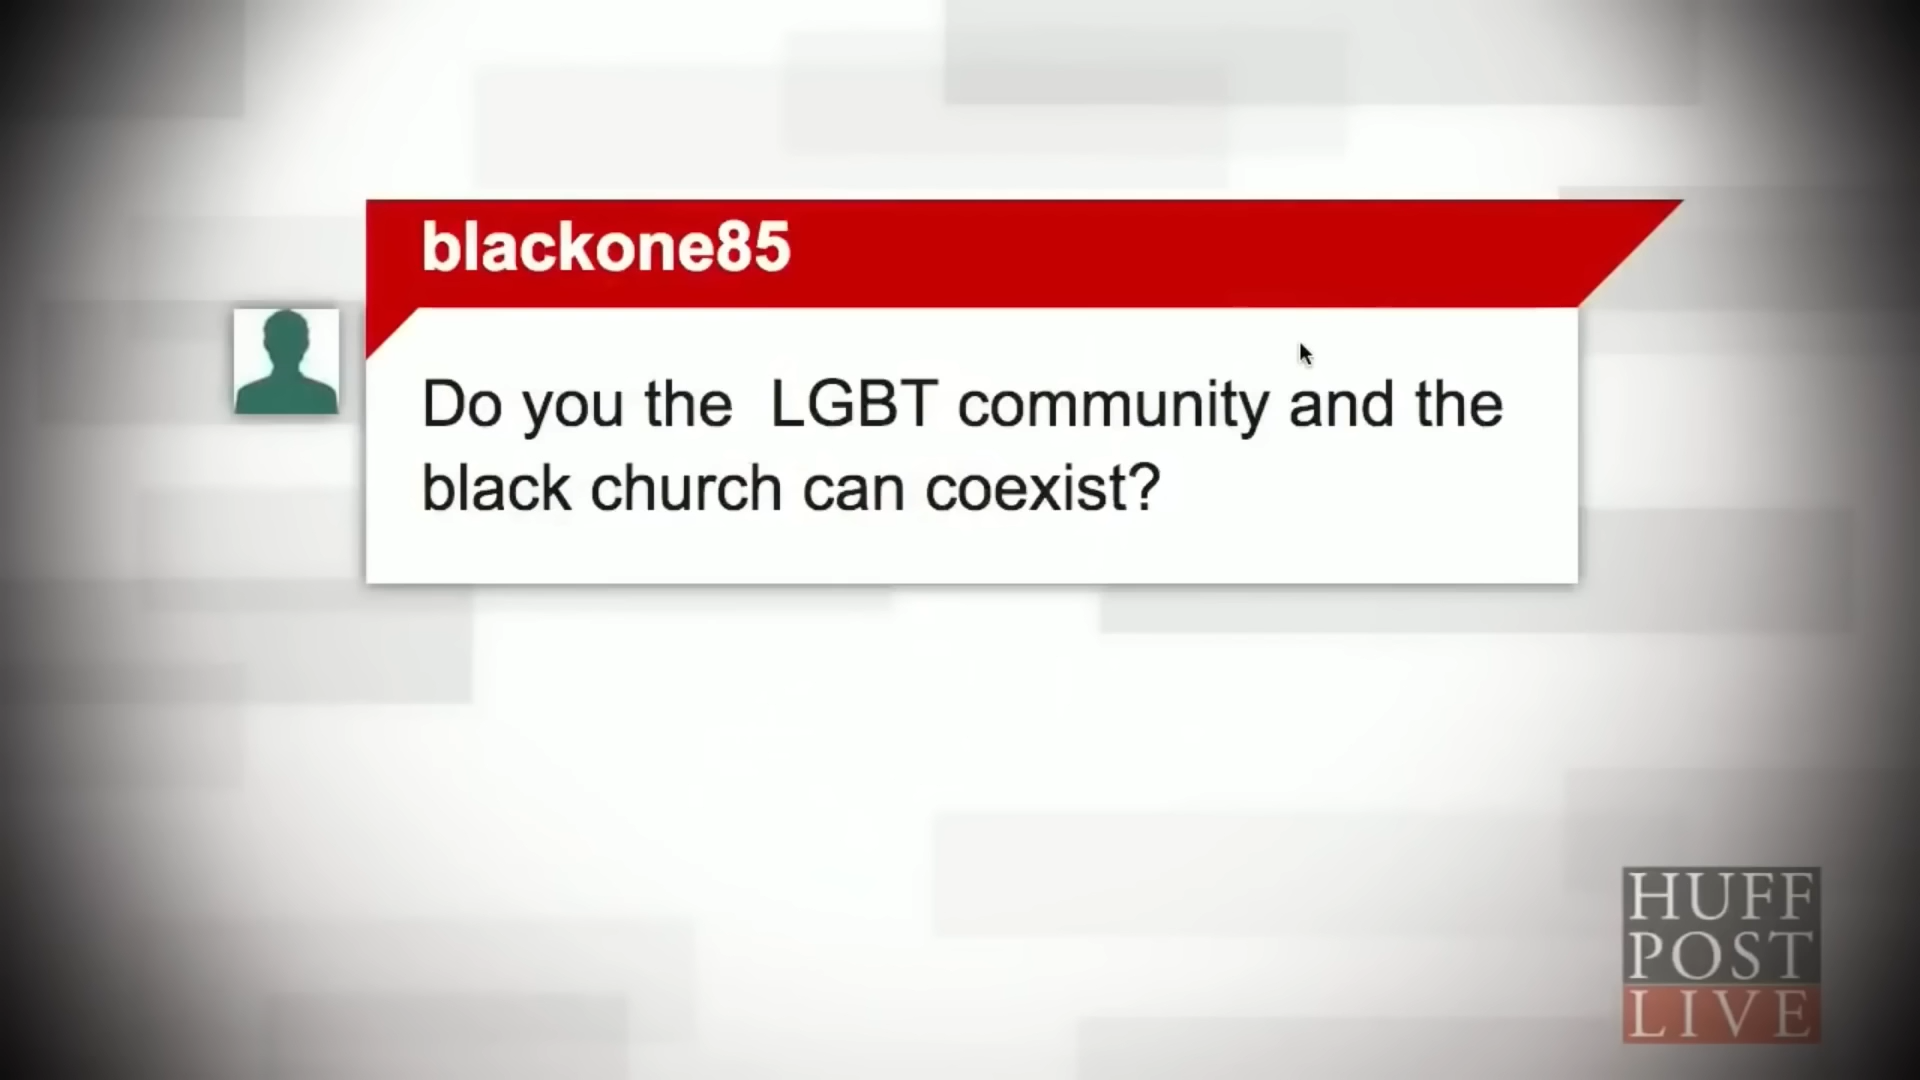 blackone85
Do you the  LGBT community and the
black church can coexist?
HUFF
POST
LIVE